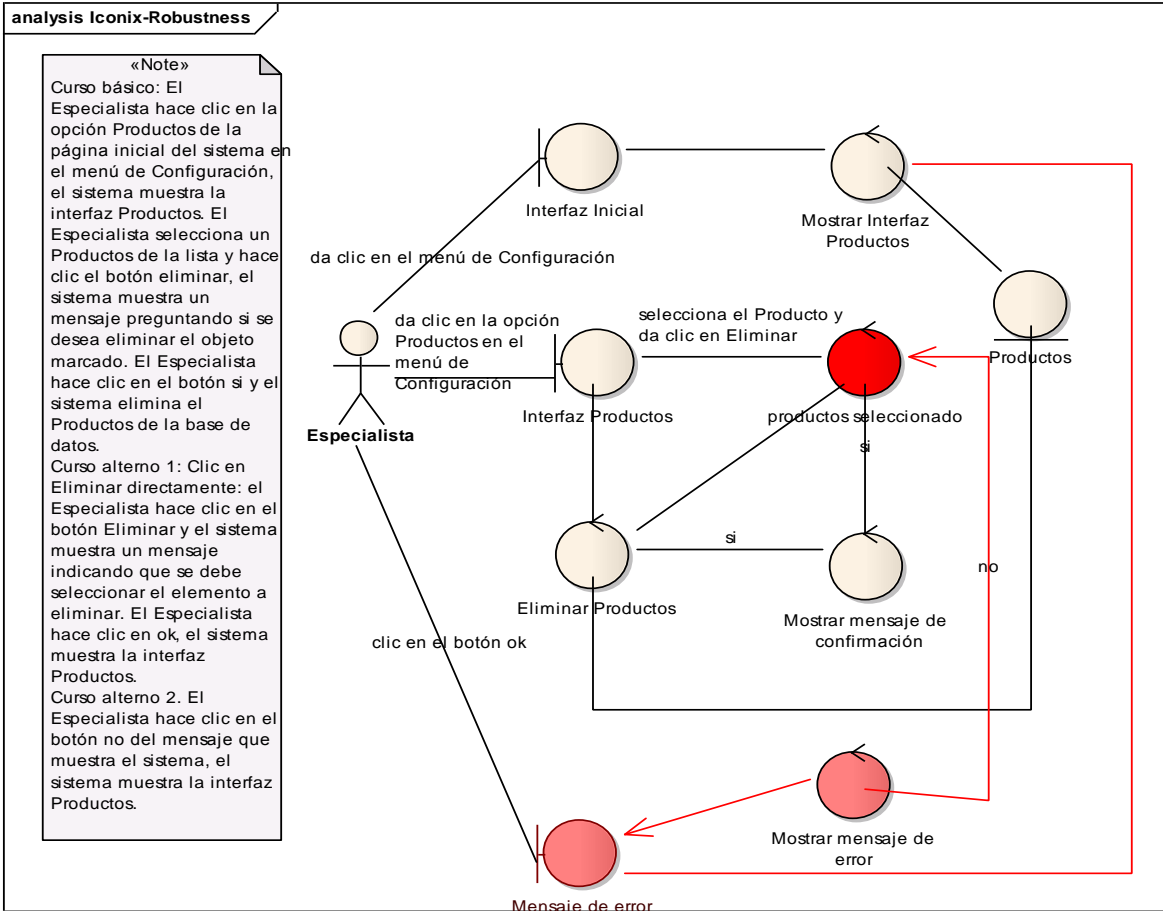 analysis Iconix-Robustness
«Note»
Curso básico: El
Especialista hace clic en la
opción Productos de la
página inicial del sistema en
el menú de Configuración,
el sistema muestra la
interfaz Productos. El
Especialista selecciona un
Productos de la lista y hace
clic el botón eliminar, el
sistema muestra un
mensaje preguntando si se
desea eliminar el objeto
marcado. El Especialista
hace clic en el botón si y el
sistema elimina el
Productos de la base de
datos.
Curso alterno 1: Clic en
Eliminar directamente: el
Especialista hace clic en el
botón Eliminar y el sistema
muestra un mensaje
indicando que se debe
seleccionar el elemento a
eliminar. El Especialista
hace clic en ok, el sistema
muestra la interfaz
Productos.
Curso alterno 2. El
Especialista hace clic en el
botón no del mensaje que
muestra el sistema, el
sistema muestra la interfaz
Productos.
Interfaz Inicial
Mostrar Interfaz
Productos
da clic en el menú de Configuración
Productos
da clic en la opción
Productos en el
menú de
Configuración
selecciona el Producto y
da clic en Eliminar
Interfaz Productos
productos seleccionado
Especialista
si
si
Eliminar Productos
Mostrar mensaje de
confirmación
no
clic en el botón ok
Mostrar mensaje de
error
Mensaje de error